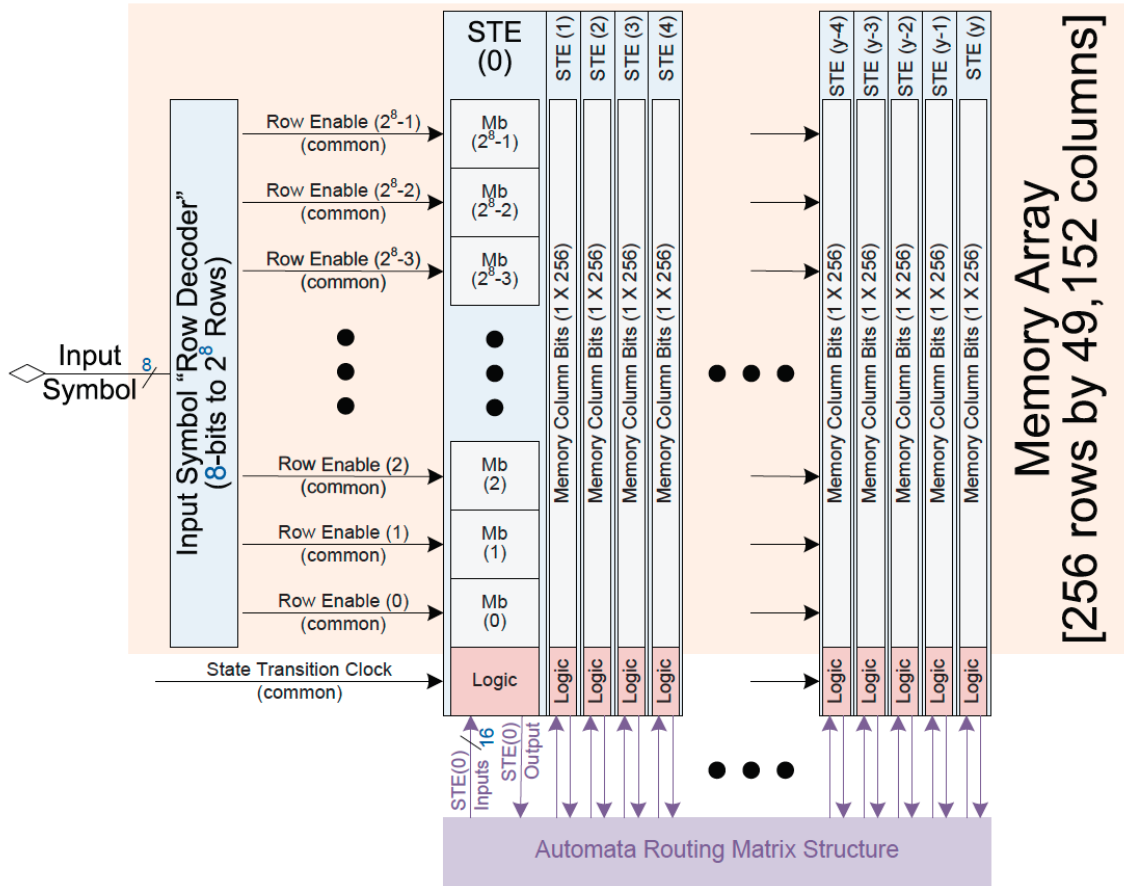 STE
(0)
STE (1)
STE (2)
STE (3)
STE (4)
STE (y-4)
STE (y-3)
STE (y-2)
STE (y-1)
STE (y)
Input Symbol “Row Decoder”
(8-bits to 2⁸ Rows)
Input
Symbol
8
Row Enable (2⁸-1)
(common)
Row Enable (2⁸-2)
(common)
Row Enable (2⁸-3)
(common)
Row Enable (2)
(common)
Row Enable (1)
(common)
Row Enable (0)
(common)
State Transition Clock
(common)
Mb
(2⁸-1)
Mb
(2⁸-2)
Mb
(2⁸-3)
Mb
(2)
Mb
(1)
Mb
(0)
Logic
Memory Column Bits (1 X 256)
Memory Column Bits (1 X 256)
Memory Column Bits (1 X 256)
Memory Column Bits (1 X 256)
Memory Column Bits (1 X 256)
Memory Column Bits (1 X 256)
Memory Column Bits (1 X 256)
Memory Column Bits (1 X 256)
Memory Column Bits (1 X 256)
Logic
Logic
Logic
Logic
Logic
Logic
Logic
Logic
Logic
Memory Array
[256 rows by 49,152 columns]
STE(0)
Inputs
16
STE(0)
Output
Automata Routing Matrix Structure